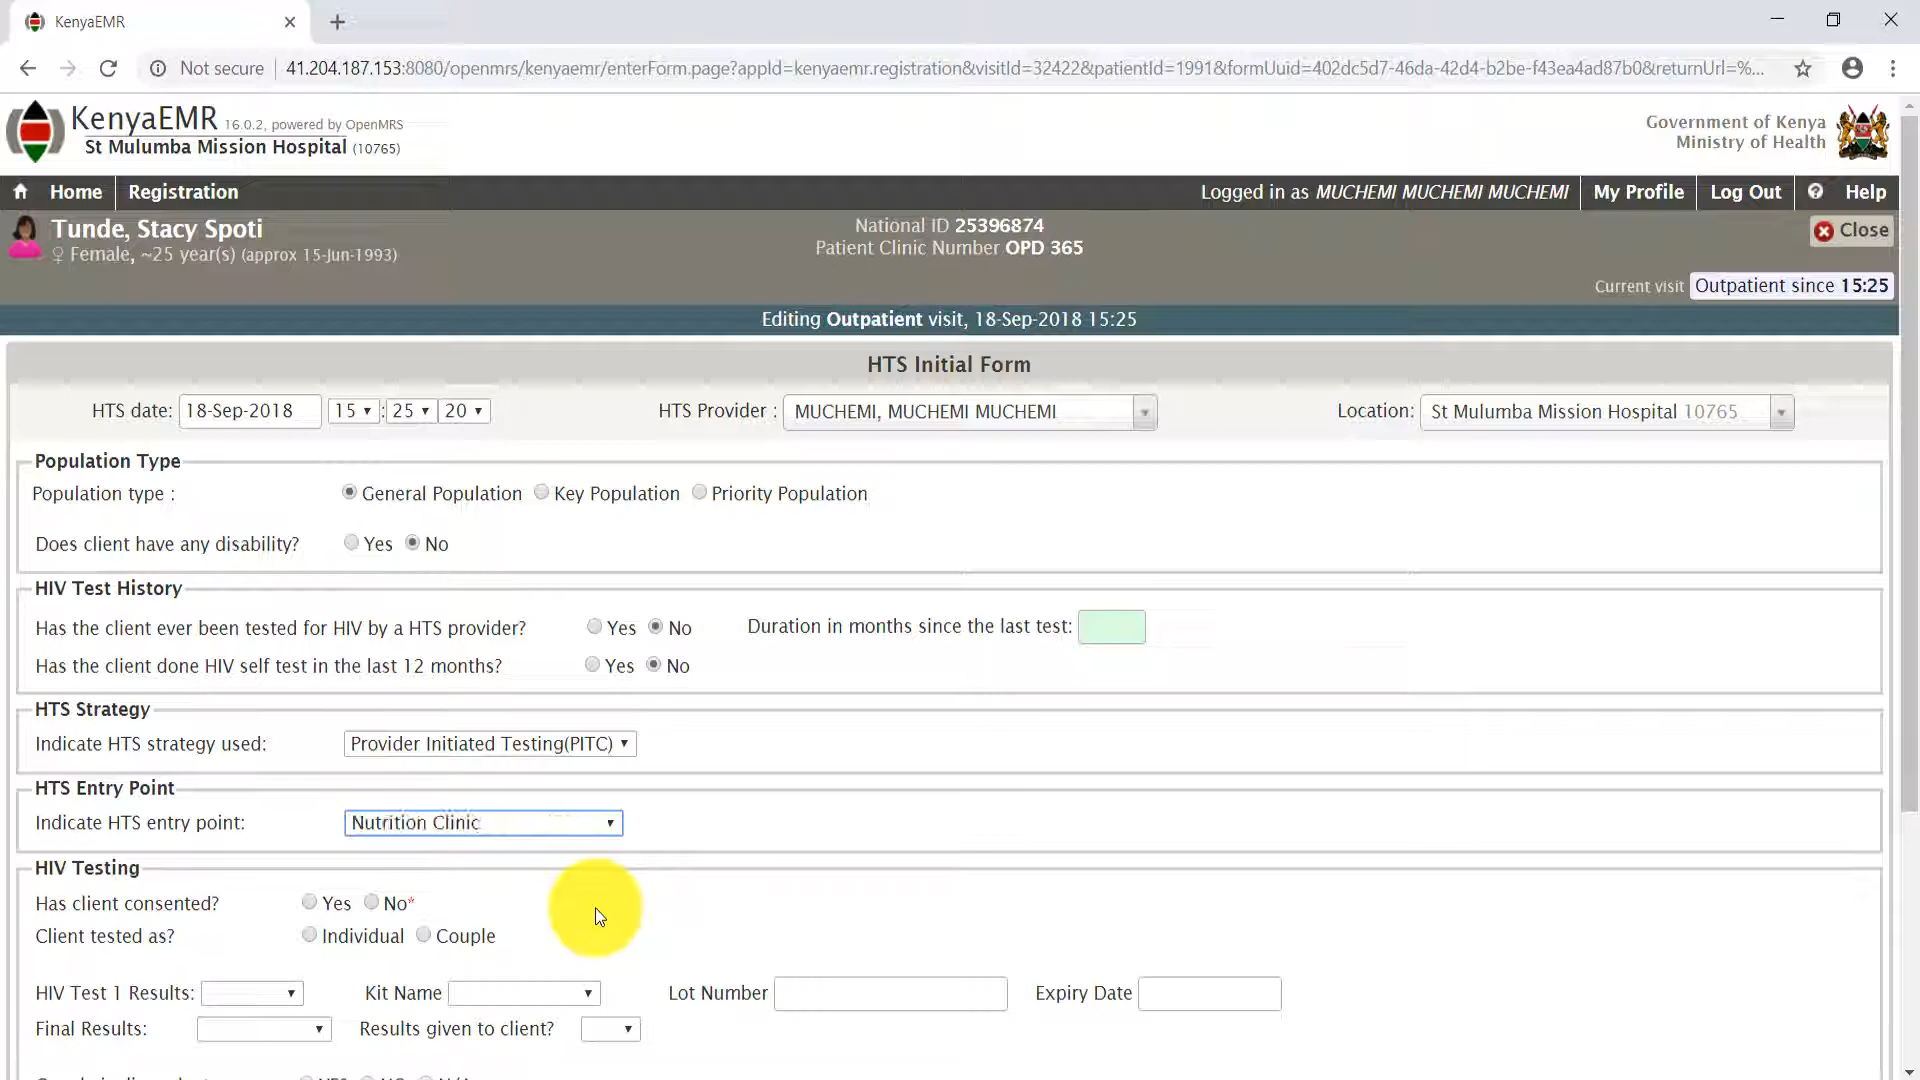 KenyaEMR
Not secure 41.204.187.153:8080/openmrs/kenyaemr/enterForm.page?appId=kenyaemr.registration&visitId=32422&patientId=1991&formUuid=402dc5d7-46da-42d4-b2be-f43ea4ad87b0&returnUrl=%...
KenyaEMR 16.0.2, powered by OpenMRS
St Mulumba Mission Hospital (10765)
Government of Kenya
Ministry of Health
Home Registration Logged in as MUCHEMI MUCHEMI MUCHEMI My Profile Log Out Help
Tunde, Stacy Spoti National ID 25396874 Close
Female, ~25 year(s) (approx 15-Jun-1993) Patient Clinic Number OPD 365
Current visit Outpatient since 15:25
Editing Outpatient visit, 18-Sep-2018 15:25
HTS Initial Form
HTS date: 18-Sep-2018 15 : 25 20 HTS Provider : MUCHEMI, MUCHEMI MUCHEMI Location: St Mulumba Mission Hospital 10765
Population Type
Population type : General Population Key Population Priority Population
Does client have any disability? Yes No
HIV Test History
Has the client ever been tested for HIV by a HTS provider? Yes No Duration in months since the last test:
Has the client done HIV self test in the last 12 months? Yes No
HTS Strategy
Indicate HTS strategy used: Provider Initiated Testing(PITC)
HTS Entry Point
Indicate HTS entry point: Nutrition Clinic
HIV Testing
Has client consented? Yes No*
Client tested as? Individual Couple
HIV Test 1 Results: Kit Name Lot Number Expiry Date
Final Results: Results given to client?